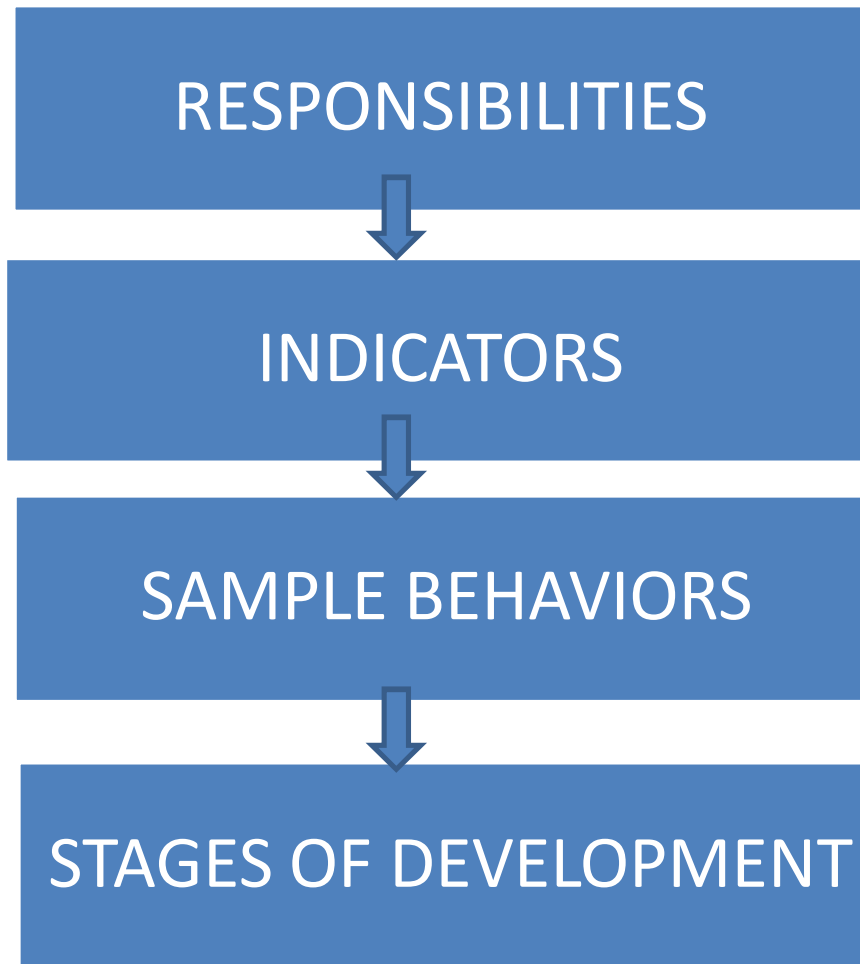 RESPONSIBILITIES
INDICATORS
SAMPLE BEHAVIORS
STAGES OF DEVELOPMENT